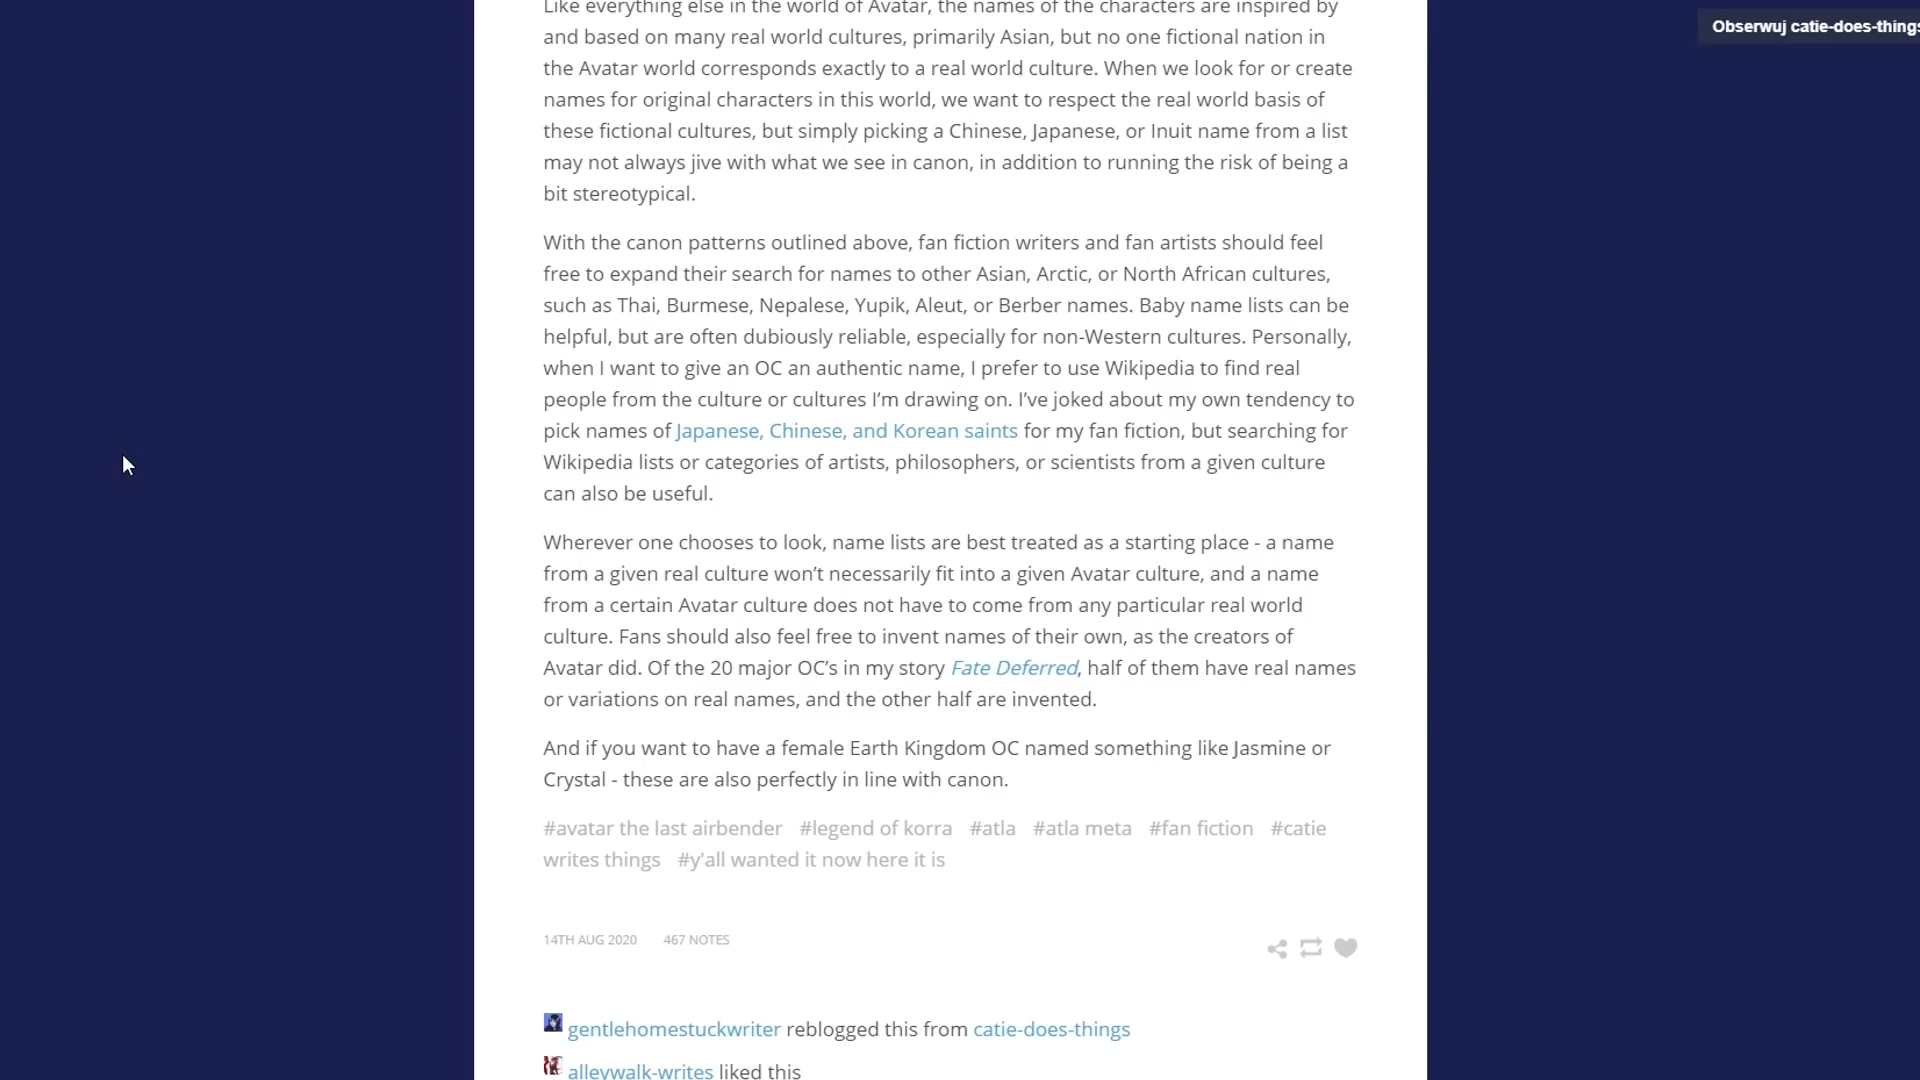 Like everything else in the world of Avatar, the names of the characters are inspired by
and based on many real world cultures, primarily Asian, but no one fictional nation in
the Avatar world corresponds exactly to a real world culture. When we look for or create
names for original characters in this world, we want to respect the real world basis of
these fictional cultures, but simply picking a Chinese, Japanese, or Inuit name from a list
may not always jive with what we see in canon, in addition to running the risk of being a
bit stereotypical.
With the canon patterns outlined above, fan fiction writers and fan artists should feel
free to expand their search for names to other Asian, Arctic, or North African cultures,
such as Thai, Burmese, Nepalese, Yupik, Aleut, or Berber names. Baby name lists can be
helpful, but are often dubiously reliable, especially for non-Western cultures. Personally,
when I want to give an OC an authentic name, I prefer to use Wikipedia to find real
people from the culture or cultures I’m drawing on. I’ve joked about my own tendency to
pick names of Japanese, Chinese, and Korean saints for my fan fiction, but searching for
Wikipedia lists or categories of artists, philosophers, or scientists from a given culture
can also be useful.
Wherever one chooses to look, name lists are best treated as a starting place - a name
from a given real culture won’t necessarily fit into a given Avatar culture, and a name
from a certain Avatar culture does not have to come from any particular real world
culture. Fans should also feel free to invent names of their own, as the creators of
Avatar did. Of the 20 major OC’s in my story Fate Deferred, half of them have real names
or variations on real names, and the other half are invented.
And if you want to have a female Earth Kingdom OC named something like Jasmine or
Crystal - these are also perfectly in line with canon.
#avatar the last airbender #legend of korra #atla #atla meta #fan fiction #catie
writes things #y'all wanted it now here it is
14TH AUG 2020 467 NOTES
gentlehomestuckwriter reblogged this from catie-does-things
alleywalk-writes liked this
Obserwuj catie-does-things